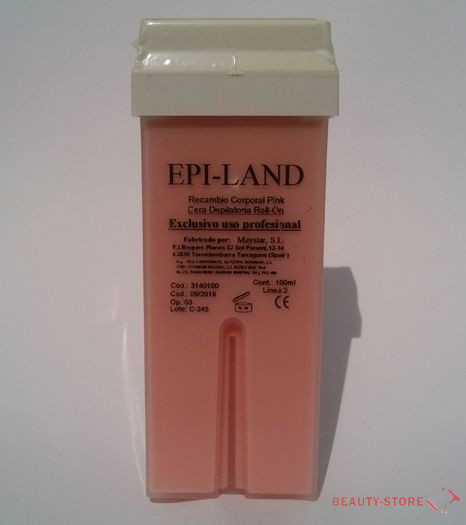 EPI-LAND
Recambio Corporal Pink
Cera Depilatoria Roll-On
Exclusivo uso profesional
Fabricado por: Maystar, S.L.
P.I.Roques Planes C/ Sol Ponent, 12-14
43830 Torredembarra Tarragona (Spain)
Cod.: 3140100
Cont.: 100ml
Cad.: 09/2016
Linea:2
Op.:03
Lote: C-245
CE
BEAUTY-STORE